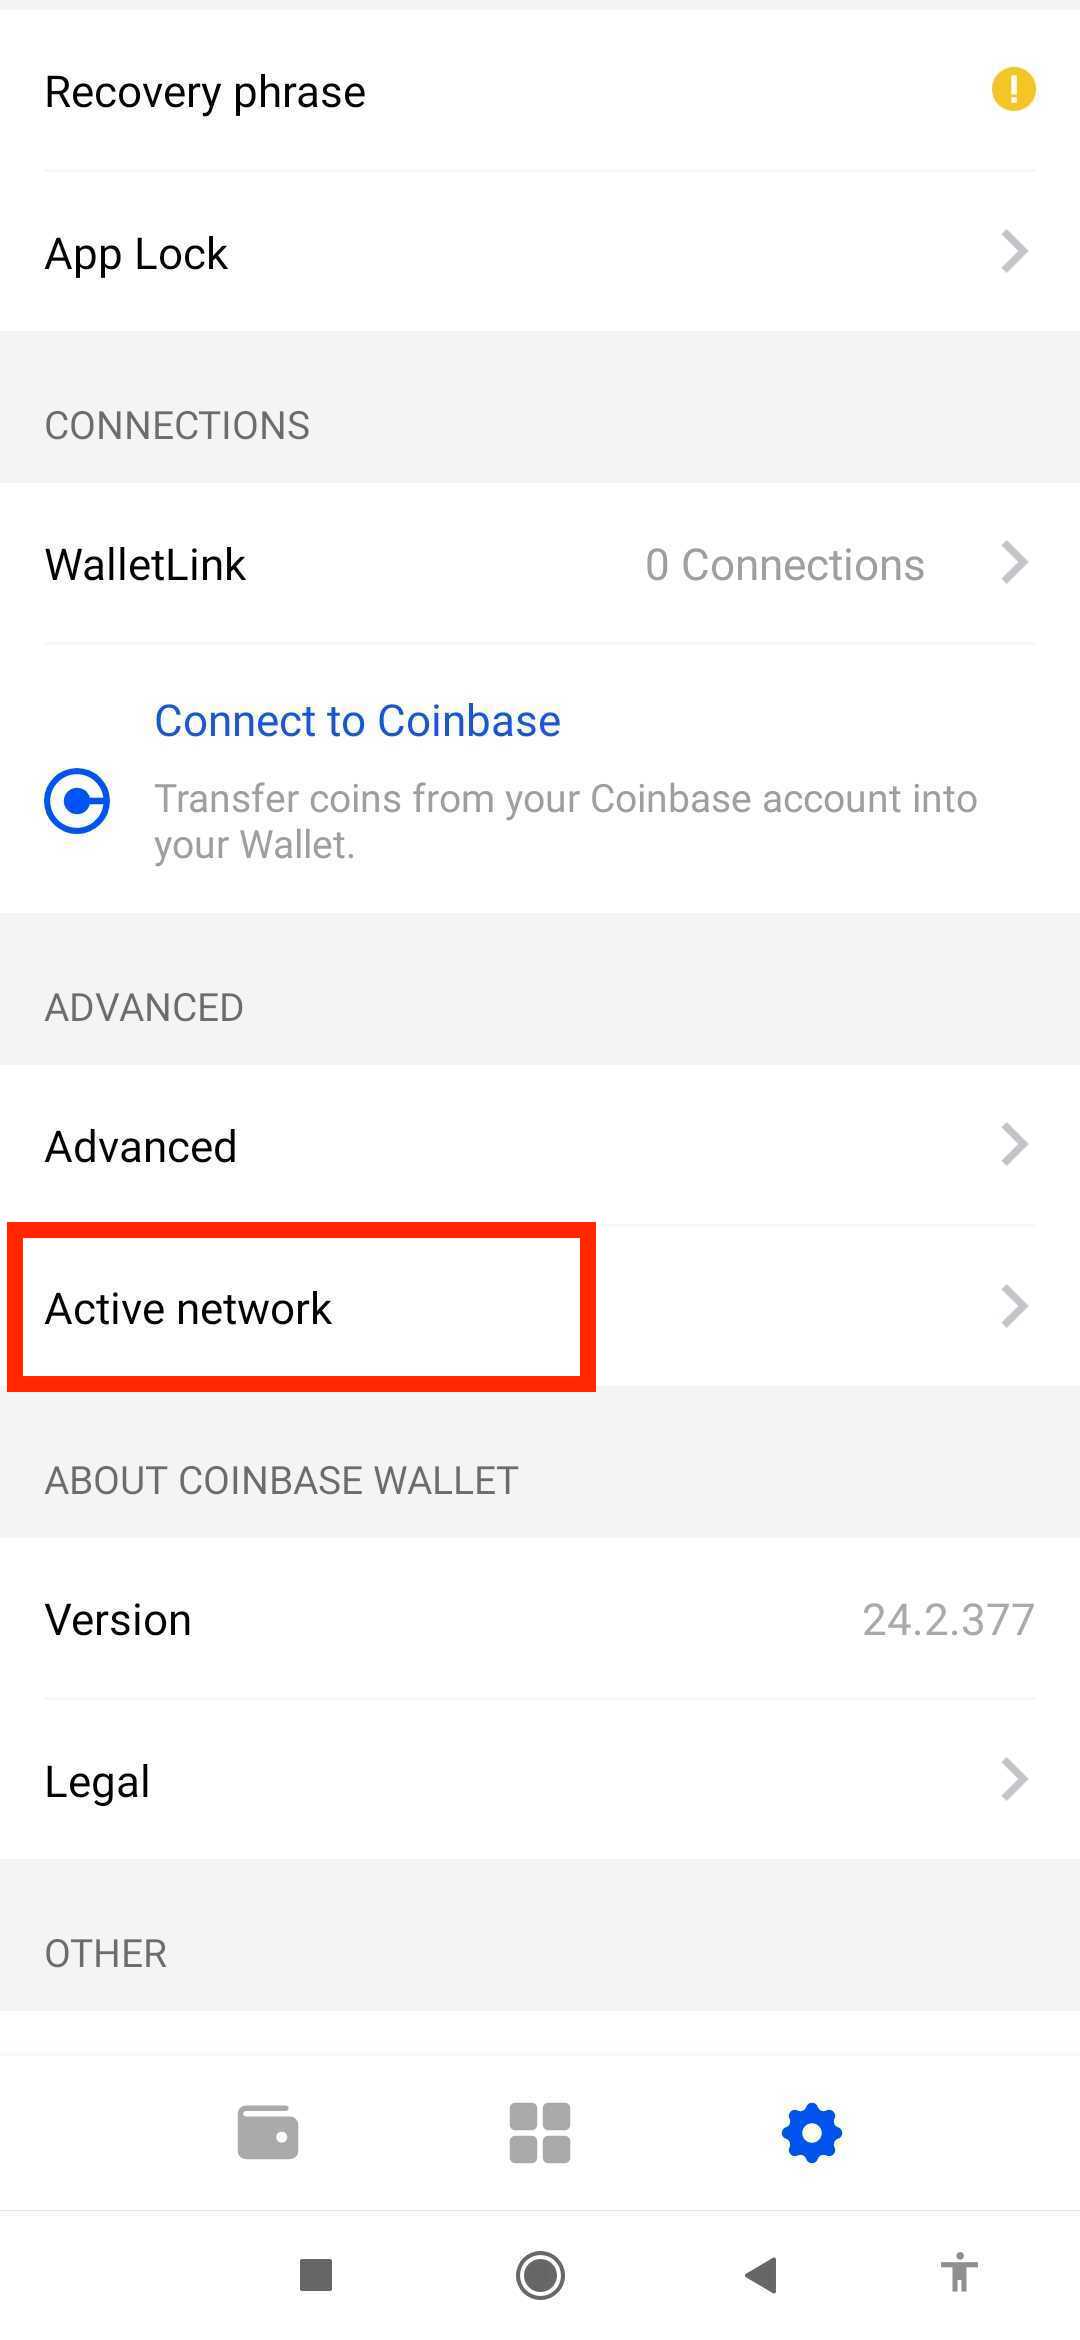 Recovery phrase
App Lock
CONNECTIONS
WalletLink 0 Connections
Connect to Coinbase
Transfer coins from your Coinbase account into
your Wallet.
ADVANCED
Advanced
Active network
ABOUT COINBASE WALLET
Version 24.2.377
Legal
OTHER